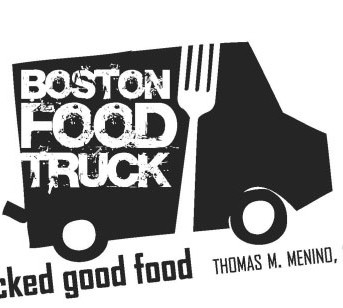 BOSTON
FOOD
TRUCK
cked good food
THOMAS M. MENINO,